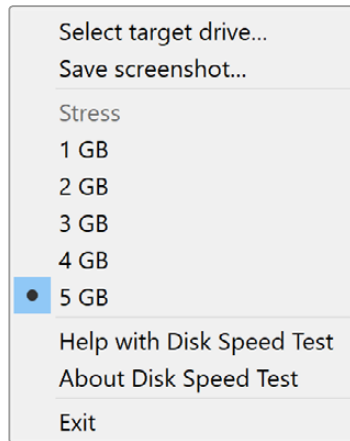 Select target drive...
Save screenshot...
Stress
1 GB
2 GB
3 GB
4 GB
5 GB
Help with Disk Speed Test
About Disk Speed Test
Exit